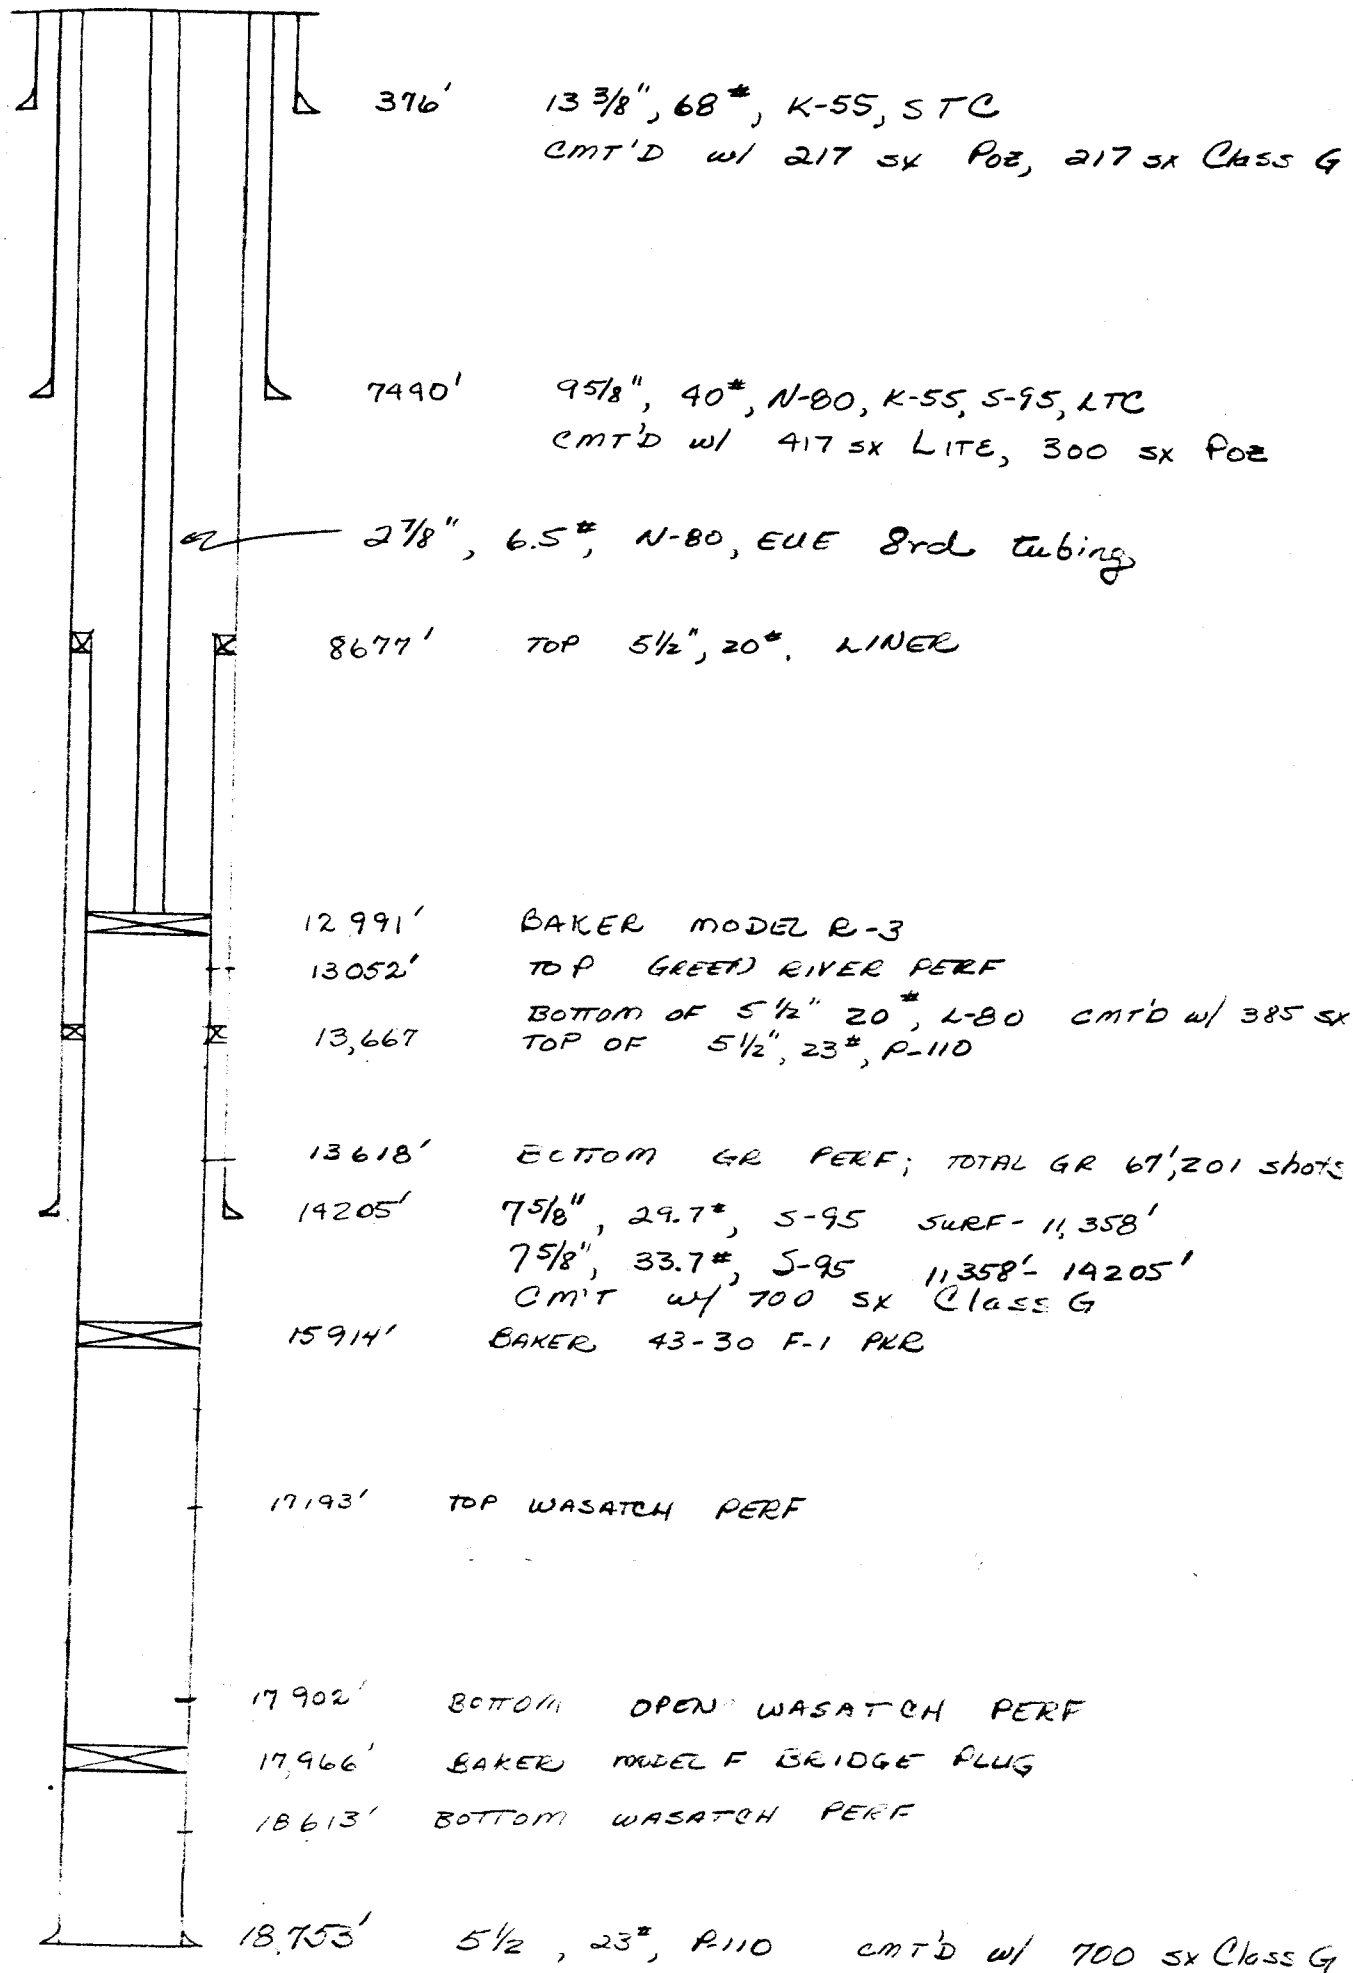 376' 13 3/8", 68#, K-55, STC
CMT'D w/ 217 sx Poz, 217 sx Class G
7490' 9 5/8", 40#, N-80, K-55, S-95, LTC
CMT'D w/ 417 sx LITE, 300 sx Poz
2 7/8", 6.5#, N-80, EUE 8rd tubing
8677' TOP 5 1/2", 20#. LINER
12 991' BAKER MODEL R-3
13052' TOP GREEN RIVER PERF
BOTTOM OF 5 1/2" 20#, L-80 CMT'D w/ 385 sx
13,667 TOP OF 5 1/2", 23#, P-110
13618' BOTTOM GR PERF; TOTAL GR 67', 201 shots
14205' 7 5/8", 29.7#, S-95 SURF- 11,358'
7 5/8", 33.7#, S-95 11,358'- 14205'
CM'T w/ 700 sx Class G
15914' BAKER 43-30 F-1 PKR
17193' TOP WASATCH PERF
17902' BOTTOM OPEN WASATCH PERF
17,966' BAKER MODEL F BRIDGE PLUG
18613' BOTTOM WASATCH PERF
18,753' 5 1/2, 23#, P-110 CMT'D w/ 700 sx Class G